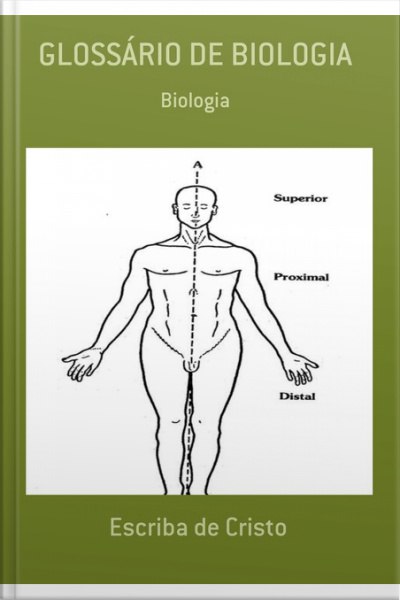 GLOSSÁRIO DE BIOLOGIA
Biologia
A
Superior
Proximal
Distal
Escriba de Cristo